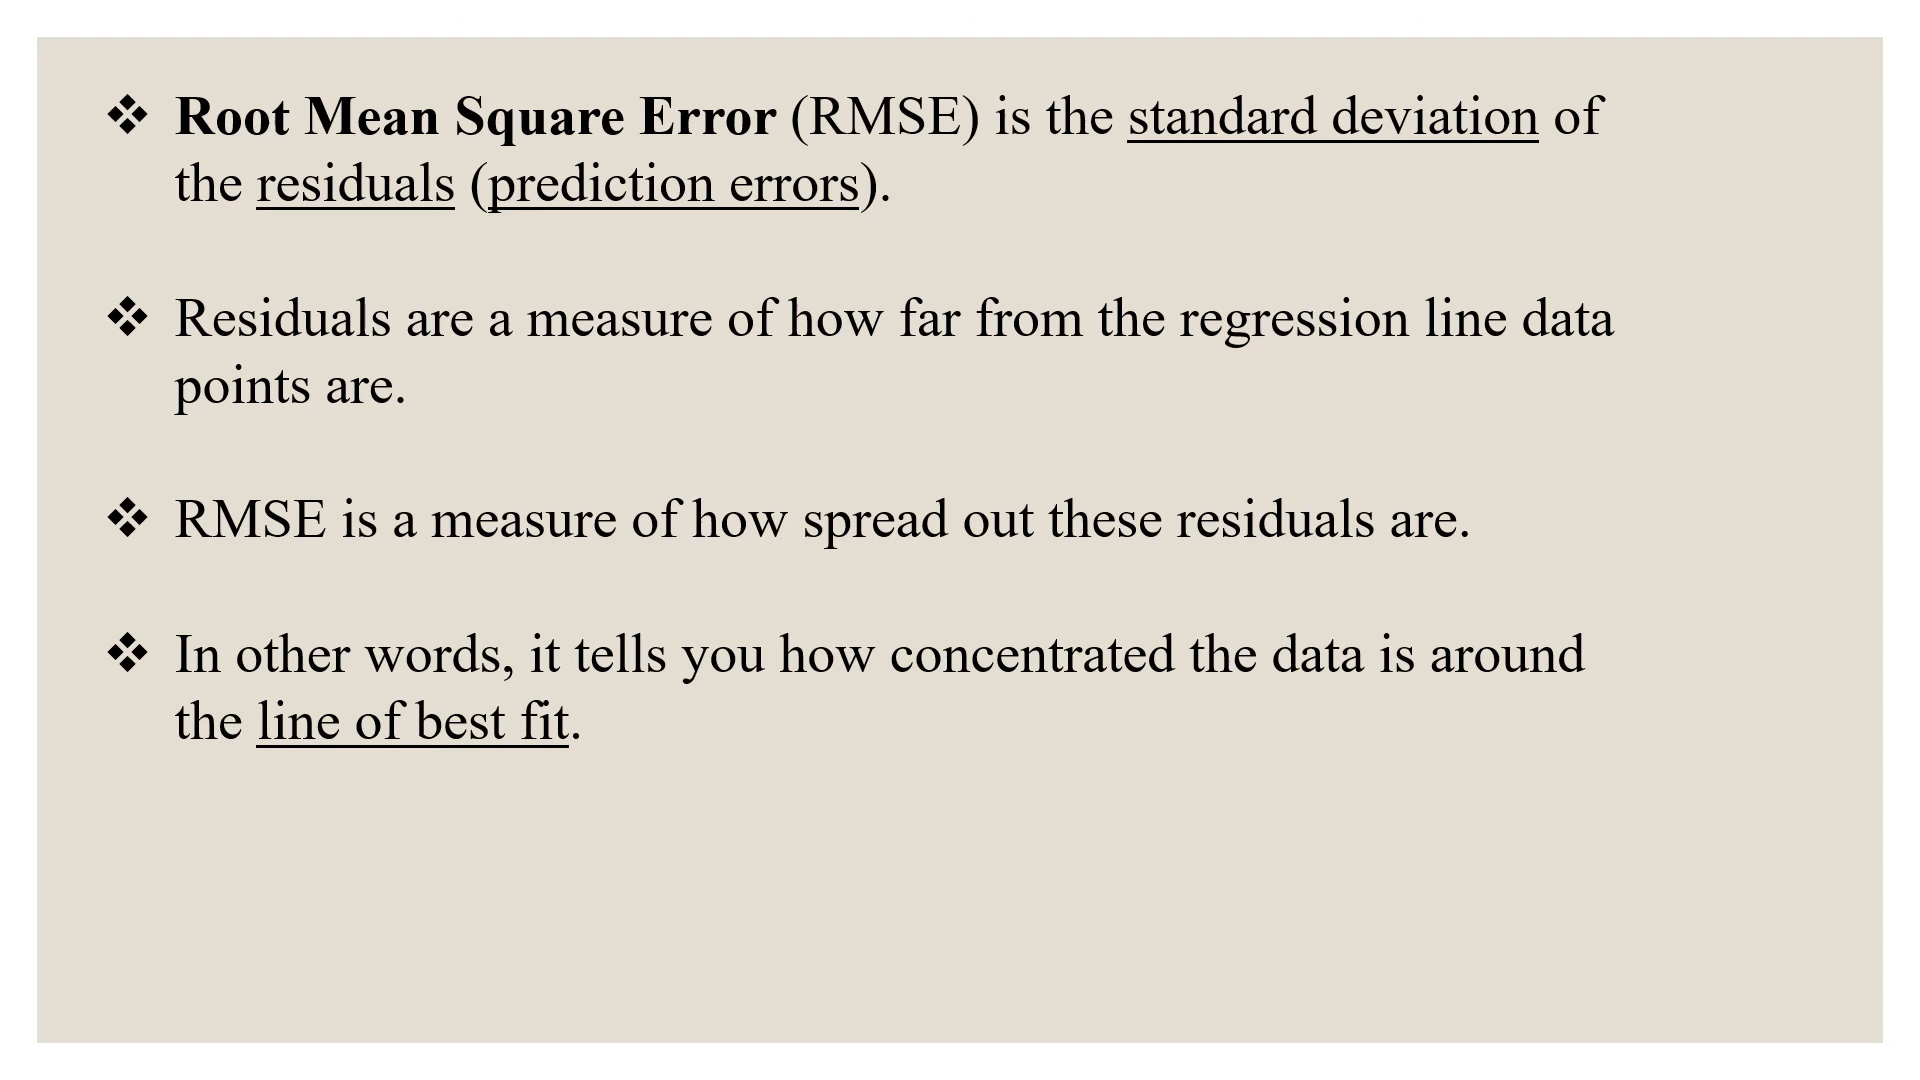 ❖ Root Mean Square Error (RMSE) is the standard deviation of
the residuals (prediction errors).
❖ Residuals are a measure of how far from the regression line data
points are.
❖ RMSE is a measure of how spread out these residuals are.
❖ In other words, it tells you how concentrated the data is around
the line of best fit.